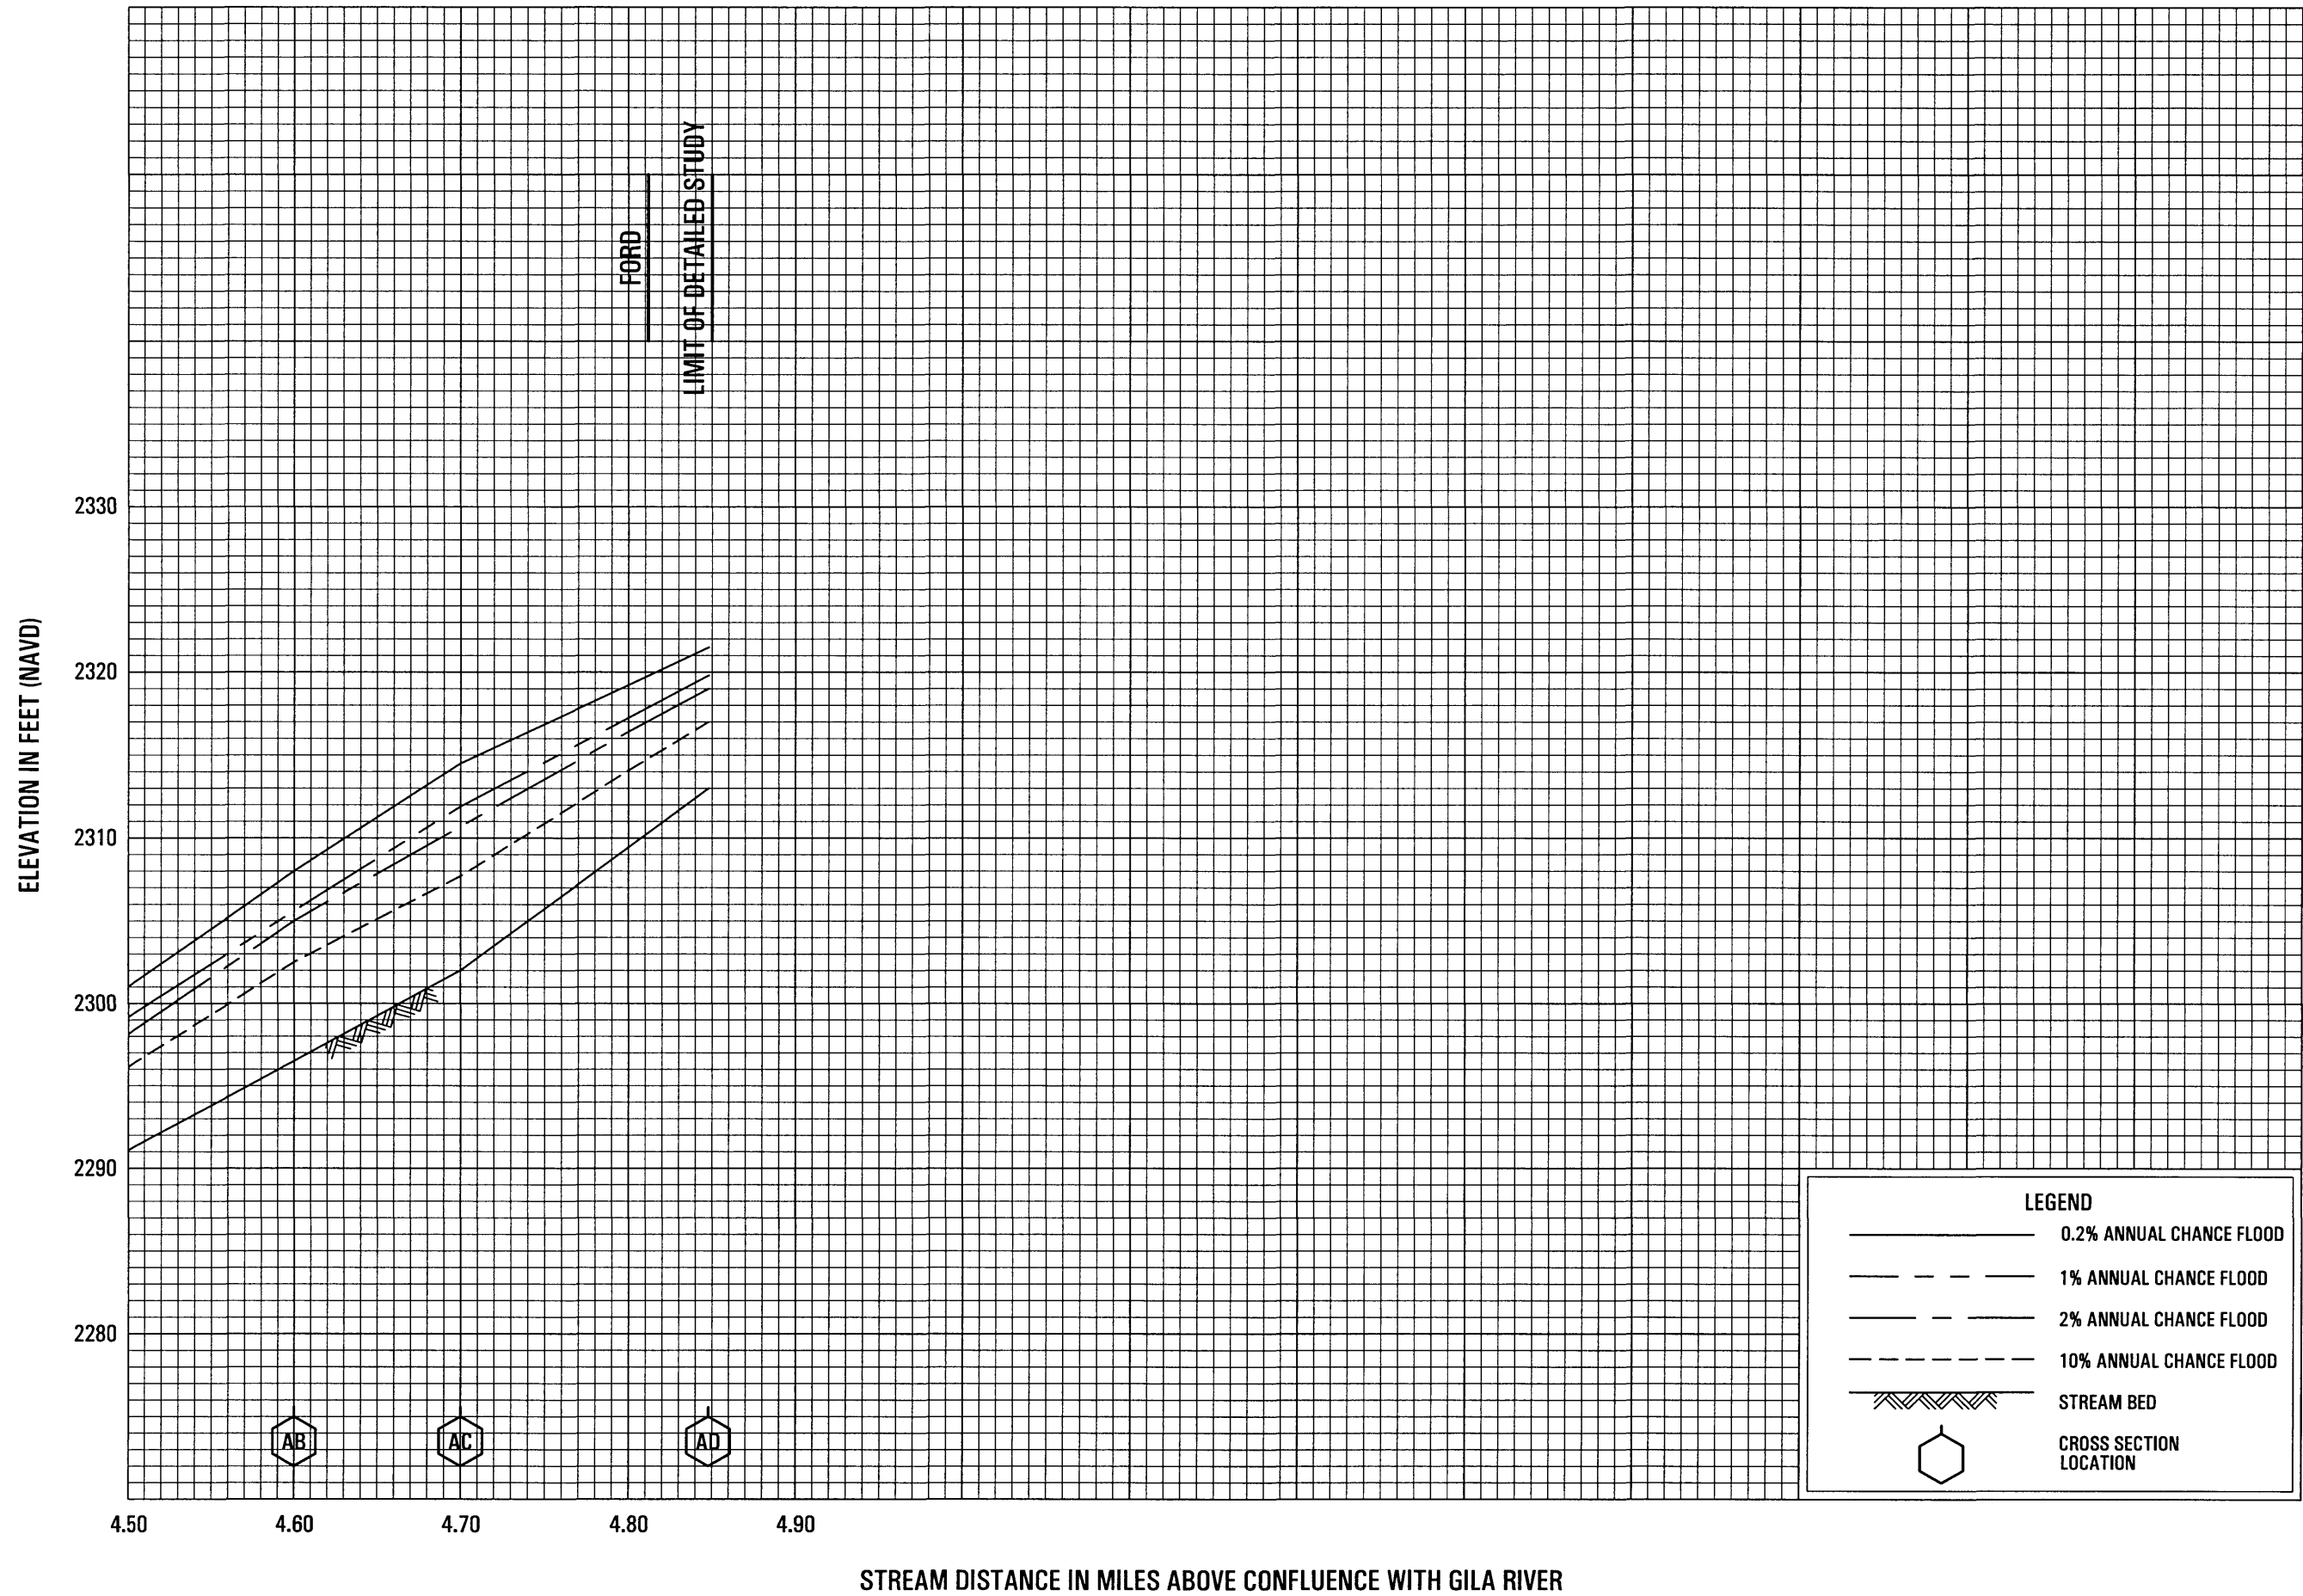 FORD
LIMIT OF DETAILED STUDY
ELEVATION IN FEET (NAVD)
2330
2320
2310
2300
2290
2280
AB
AC
AD
4.50
4.60
4.70
4.80
4.90
STREAM DISTANCE IN MILES ABOVE CONFLUENCE WITH GILA RIVER
LEGEND
0.2% ANNUAL CHANCE FLOOD
1% ANNUAL CHANCE FLOOD
2% ANNUAL CHANCE FLOOD
10% ANNUAL CHANCE FLOOD
STREAM BED
CROSS SECTION
LOCATION